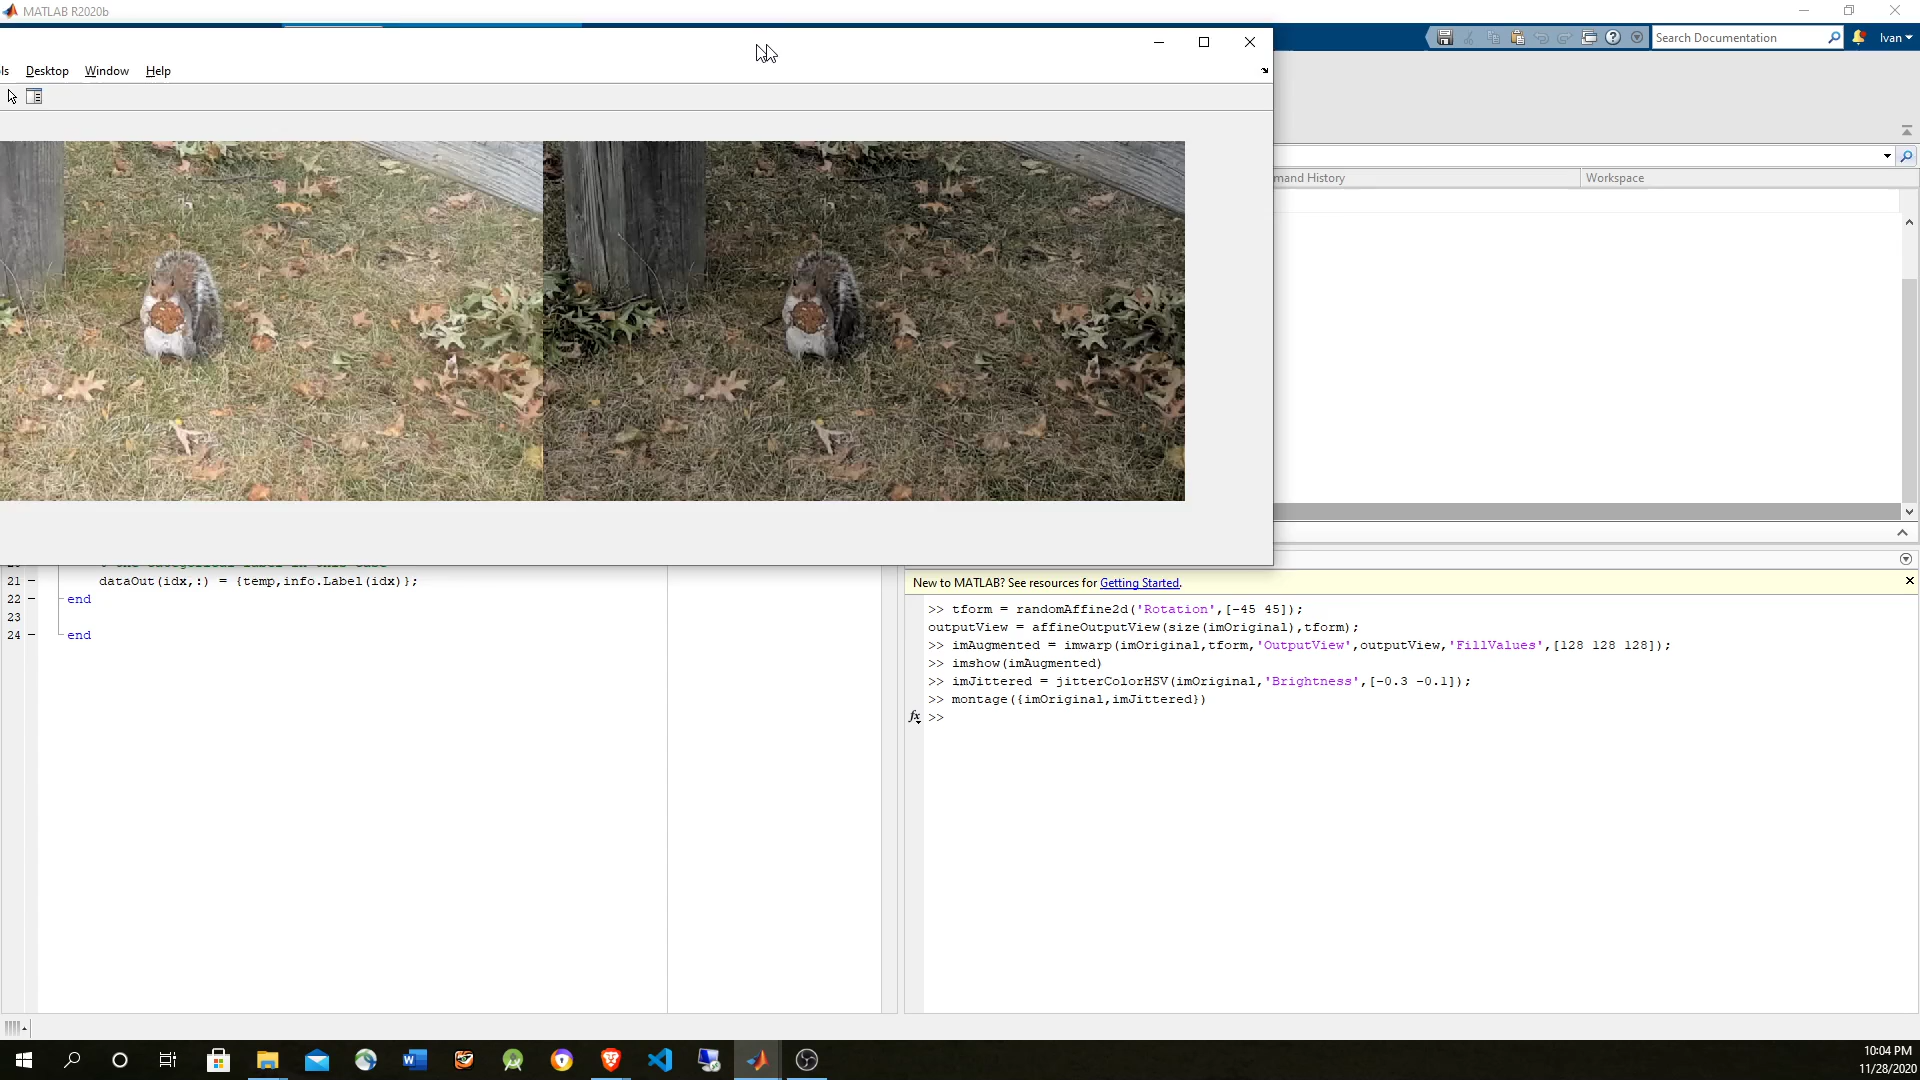 MATLAB R2020b
Search Documentation
Ivan
ls Desktop Window Help
mand History
Workspace
21 dataOut(idx,:) = {temp,info.Label(idx)};
22 end
23
24 end
New to MATLAB? See resources for Getting Started.
>> tform = randomAffine2d('Rotation',[-45 45]);
outputView = affineOutputView(size(imOriginal),tform);
>> imAugmented = imwarp(imOriginal,tform,'OutputView',outputView,'FillValues',[128 128 128]);
>> imshow(imAugmented)
>> imJittered = jitterColorHSV(imOriginal,'Brightness',[-0.3 -0.1]);
>> montage({imOriginal,imJittered})
fx >>
10:04 PM
11/28/2020